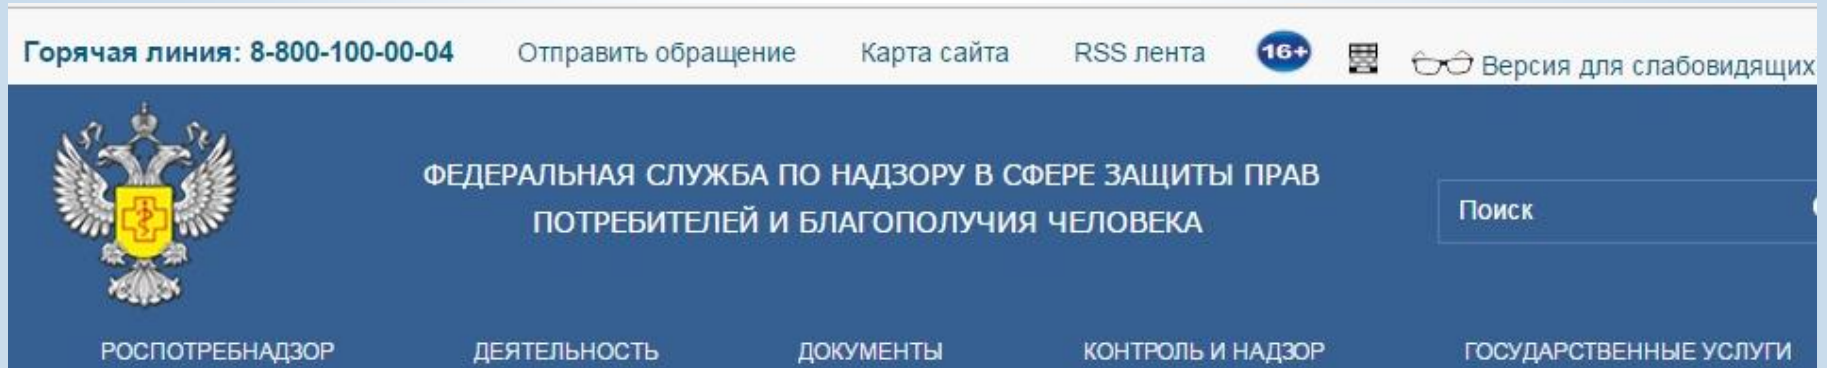 Горячая линия: 8-800-100-00-04 Отправить обращение Карта сайта RSS лента 16+ Версия для слабовидящих
ФЕДЕРАЛЬНАЯ СЛУЖБА ПО НАДЗОРУ В СФЕРЕ ЗАЩИТЫ ПРАВ
ПОТРЕБИТЕЛЕЙ И БЛАГОПОЛУЧИЯ ЧЕЛОВЕКА
Поиск
РОСПОТРЕБНАДЗОР ДЕЯТЕЛЬНОСТЬ ДОКУМЕНТЫ КОНТРОЛЬ И НАДЗОР ГОСУДАРСТВЕННЫЕ УСЛУГИ